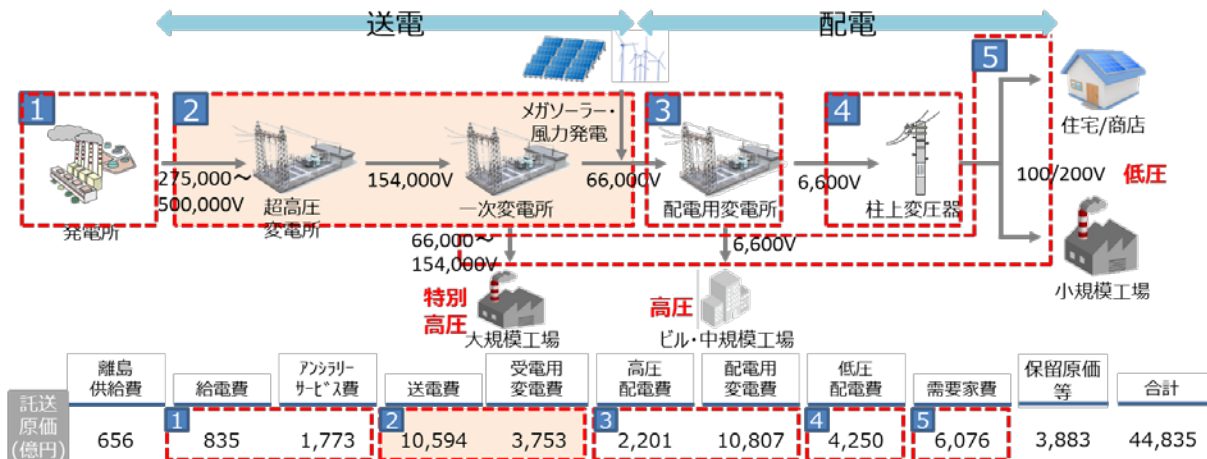 送電
配電
1
2
メガソーラー・
風力発電
3
4
5
住宅/商店
275,000～
500,000V
154,000V
66,000V
6,600V
100/200V
低圧
発電所
超高圧
変電所
一次変電所
配電用変電所
柱上変圧器
66,000～
154,000V
6,600V
小規模工場
特別
高圧
大規模工場
高圧
ビル・中規模工場
離島
供給費
給電費
ｱﾝｼﾗﾘｰ
ｻｰﾋﾞｽ費
送電費
受電用
変電費
高圧
配電費
配電用
変電費
低圧
配電費
需要家費
保留原価
等
合計
託送
原価
(億円)
656
1
835
1,773
2
10,594
3,753
3
2,201
10,807
4
4,250
5
6,076
3,883
44,835